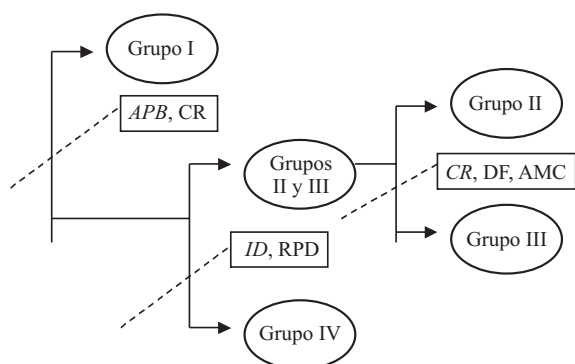 Grupo I
APB, CR
Grupo II
Grupos
II y III
CR, DF, AMC
ID, RPD
Grupo III
Grupo IV